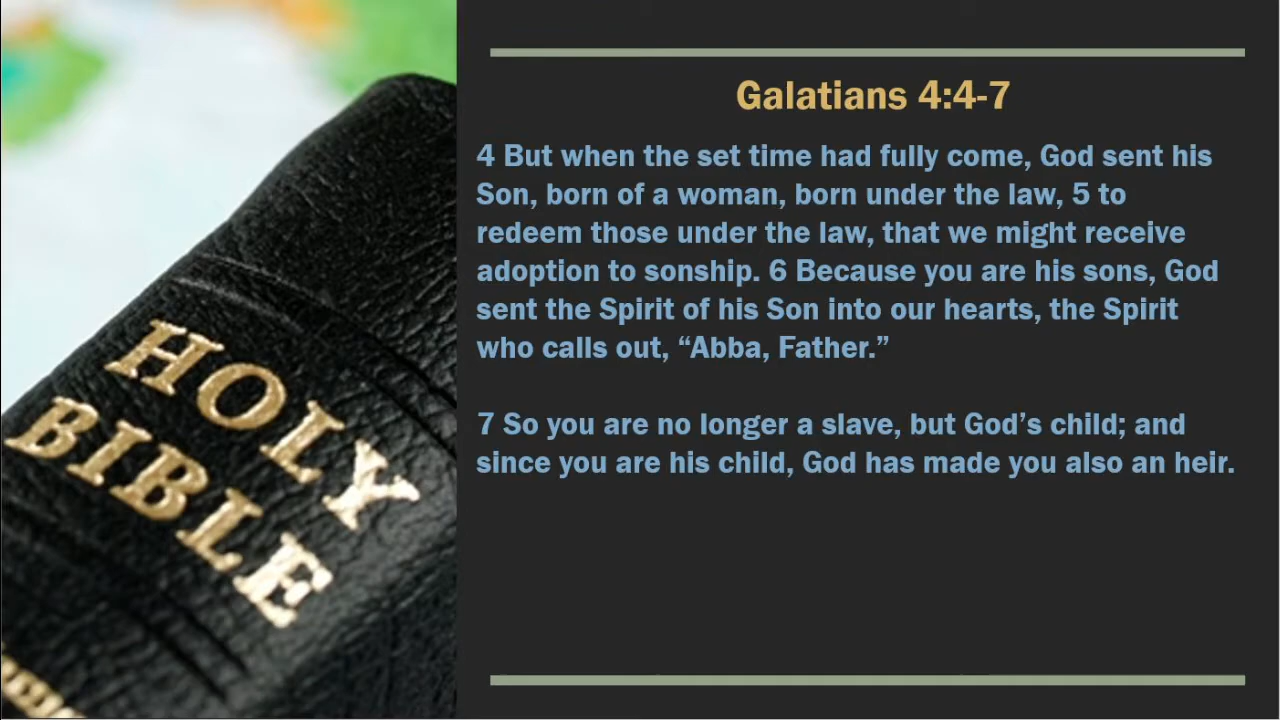 HOLY
BIBLE
Galatians 4:4-7
4 But when the set time had fully come, God sent his
Son, born of a woman, born under the law, 5 to
redeem those under the law, that we might receive
adoption to sonship. 6 Because you are his sons, God
sent the Spirit of his Son into our hearts, the Spirit
who calls out, “Abba, Father.”
7 So you are no longer a slave, but God’s child; and
since you are his child, God has made you also an heir.